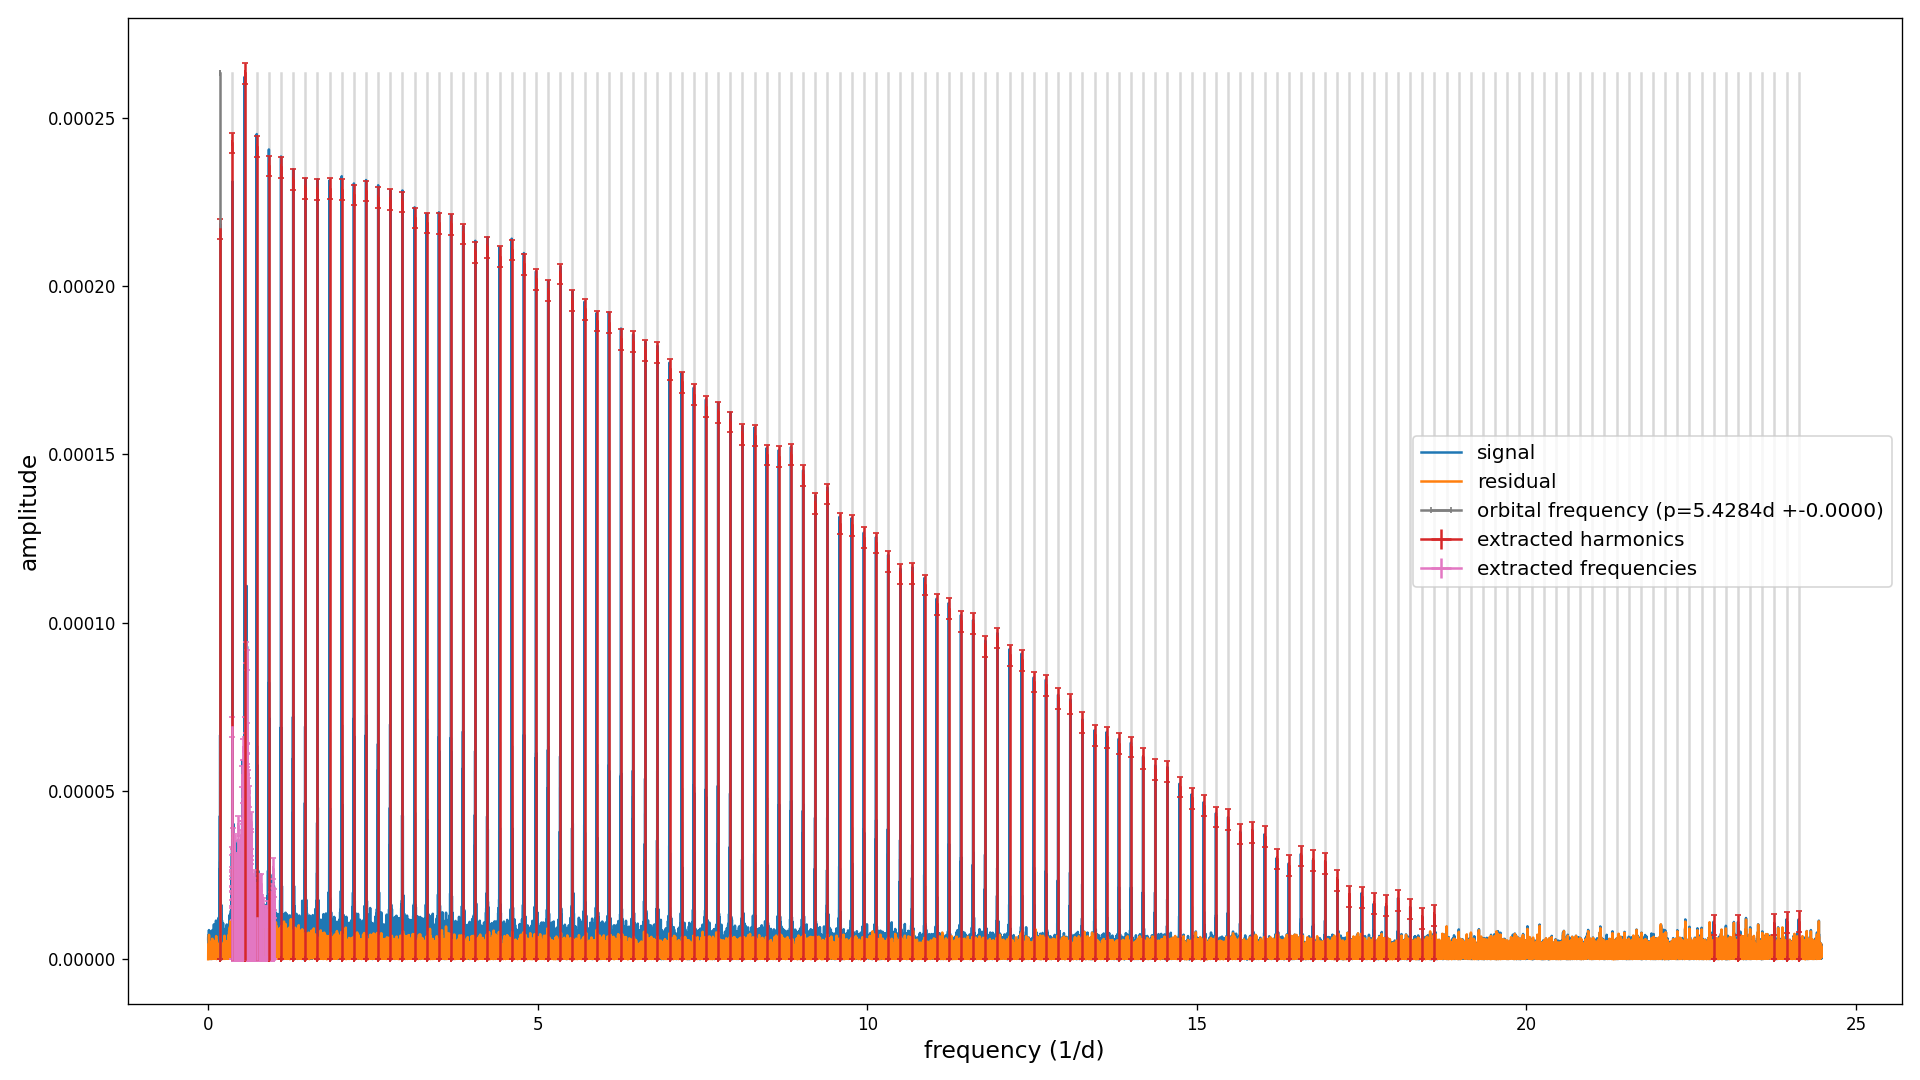 0.00025
0.00020
0.00015
0.00010
0.00005
0.00000
amplitude
signal
residual
orbital frequency (p=5.4284d +-0.0000)
extracted harmonics
extracted frequencies
0 5 10 15 20 25
frequency (1/d)